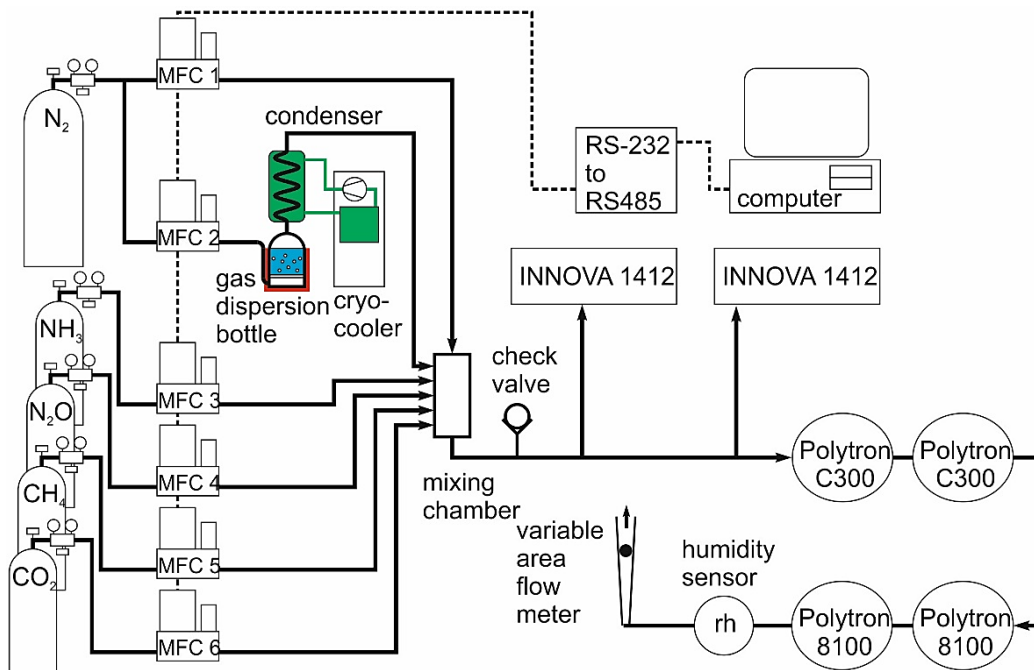 MFC 1
N₂
condenser
RS-232
to
RS485
computer
MFC 2
gas
dispersion
bottle
cryo-
cooler
INNOVA 1412
INNOVA 1412
NH₃
MFC 3
check
valve
N₂O
MFC 4
mixing
chamber
Polytron
C300
Polytron
C300
CH₄
MFC 5
variable
area
flow
meter
humidity
sensor
CO₂
MFC 6
rh
Polytron
8100
Polytron
8100